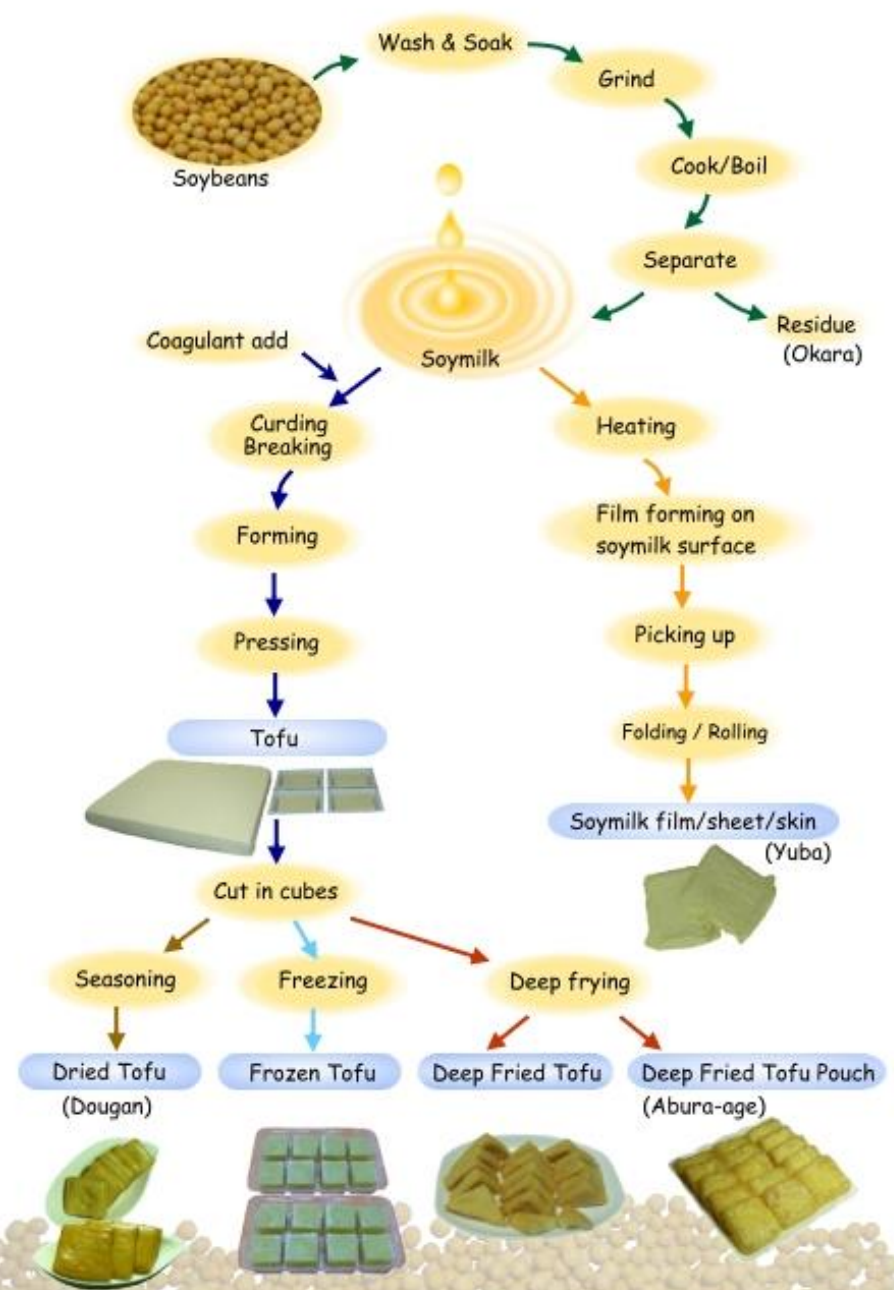 Wash & Soak
Grind
Soybeans
Cook/Boil
Separate
Residue
(Okara)
Coagulant add
Soymilk
Curding
Breaking
Heating
Forming
Film forming on
soymilk surface
Pressing
Picking up
Tofu
Folding / Rolling
Soymilk film/sheet/skin
(Yuba)
Cut in cubes
Seasoning
Freezing
Deep frying
Dried Tofu
(Dougan)
Frozen Tofu
Deep Fried Tofu
Deep Fried Tofu Pouch
(Abura-age)